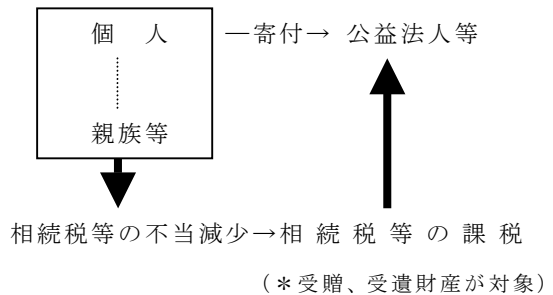 個　人　―寄付→ 公益法人等
親族等
相続税等の不当減少→相 続 税 等 の 課 税
（＊受贈、受遺財産が対象）